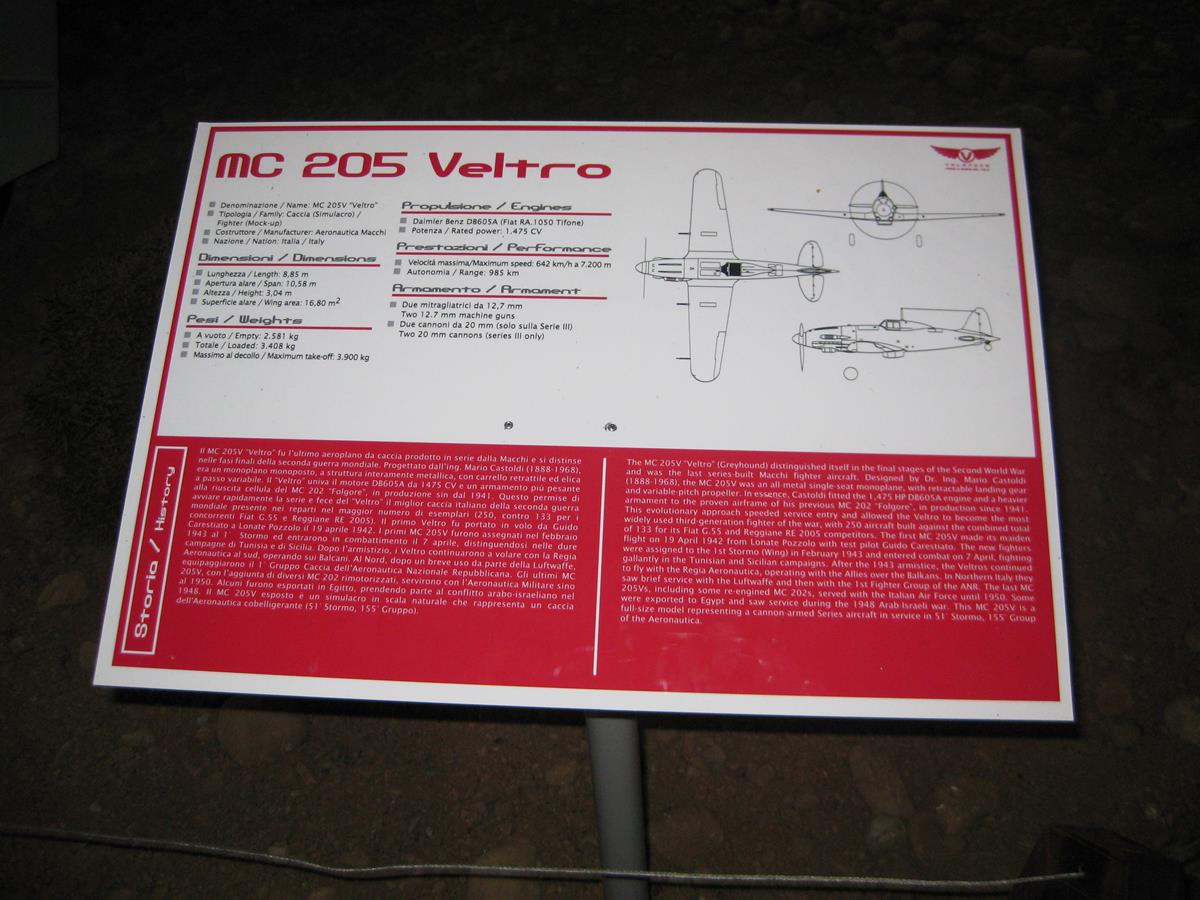 MC 205 Veltro
Denominazione / Name: MC 205V "Veltro"
Tipologia / Family: Caccia (Simulacro) /
Fighter (Mock-up)
Costruttore / Manufacturer: Aeronautica Macchi
Nazione / Nation: Italia / Italy
Dimensioni / Dimensions
Lunghezza / Length: 8,85 m
Apertura alare / Span: 10,58 m
Altezza / Height: 3,04 m
Superficie alare / Wing area: 16,80 m2
Pesi / Weights
A vuoto / Empty: 2.581 kg
Totale / Loaded: 3.408 kg
Massimo al decollo / Maximum take-off: 3.900 kg
Propulsione / Engines
Daimler Benz DB605A (Fiat RA.1050 Tifone)
Potenza / Rated power: 1.475 CV
Prestazioni / Performance
Velocità massima/Maximum speed: 642 km/h a 7.200 m
Autonomia / Range: 985 km
Armamento / Armament
Due mitragliatrici da 12,7 mm
Two 12.7 mm machine guns
Due cannoni da 20 mm (solo sulla Serie III)
Two 20 mm cannons (series III only)
VOLANDIA
Storia / History
Il MC 205V "Veltro" fu l'ultimo aeroplano da caccia prodotto in serie dalla Macchi e si distinse
nelle fasi finali della seconda guerra mondiale. Progettato dall'ing. Mario Castoldi (1888-1968),
era un monoplano monoposto, a struttura interamente metallica, con carrello retrattile ed elica
a passo variabile. Il "Veltro" univa il motore DB605A da 1475 CV e un armamento più pesante
alla riuscita cellula del MC 202 "Folgore", in produzione sin dal 1941. Questo permise di
avviare rapidamente la serie e fece del "Veltro" il miglior caccia italiano della seconda guerra
mondiale presente nei reparti nel maggior numero di esemplari (250, contro 133 per i
concorrenti Fiat G.55 e Reggiane RE 2005). Il primo Veltro fu portato in volo da Guido
Carestiato a Lonate Pozzolo il 19 aprile 1942. I primi MC 205V furono assegnati nel febbraio
1943 al 1° Stormo ed entrarono in combattimento il 7 aprile, distinguendosi nelle dure
campagne di Tunisia e di Sicilia. Dopo l'armistizio, i Veltro continuarono a volare con la Regia
Aeronautica al sud, operando sui Balcani. Al Nord, dopo un breve uso da parte della Luftwaffe,
equipaggiarono il 1° Gruppo Caccia dell'Aeronautica Nazionale Repubblicana. Gli ultimi MC
205V, con l'aggiunta di diversi MC 202 rimotorizzati, servirono con l'Aeronautica Militare sino
al 1950. Alcuni furono esportati in Egitto, prendendo parte al conflitto arabo-israeliano nel
1948. Il MC 205V esposto è un simulacro in scala naturale che rappresenta un caccia
dell'Aeronautica cobelligerante (51° Stormo, 155° Gruppo).
The MC 205V "Veltro" (Greyhound) distinguished itself in the final stages of the Second World War
and was the last series-built Macchi fighter aircraft. Designed by Dr. Ing. Mario Castoldi
(1888-1968), the MC 205V was an all-metal single-seat monoplane, with retractable landing gear
and variable-pitch propeller. In essence, Castoldi fitted the 1,475 HP DB605A engine and a heavier
armament to the proven airframe of his previous MC 202 "Folgore", in production since 1941.
This evolutionary approach speeded service entry and allowed the Veltro to become the most
widely used third-generation fighter of the war, with 250 aircraft built against the combined total
of 133 for its Fiat G.55 and Reggiane RE 2005 competitors. The first MC 205V made its maiden
flight on 19 April 1942 from Lonate Pozzolo with test pilot Guido Carestiato. The new fighters
were assigned to the 1st Stormo (Wing) in February 1943 and entered combat on 7 April, fighting
gallantly in the Tunisian and Sicilian campaigns. After the 1943 armistice, the Veltros continued
to fly with the Regia Aeronautica, operating with the Allies over the Balkans. In Northern Italy they
saw brief service with the Luftwaffe and then with the 1st Fighter Group of the ANR. The last MC
205Vs, including some re-engined MC 202s, served with the Italian Air Force until 1950. Some
were exported to Egypt and saw service during the 1948 Arab-Israeli war. This MC 205V is a
full-size model representing a cannon-armed Series aircraft in service in 51° Stormo, 155° Group
of the Aeronautica.